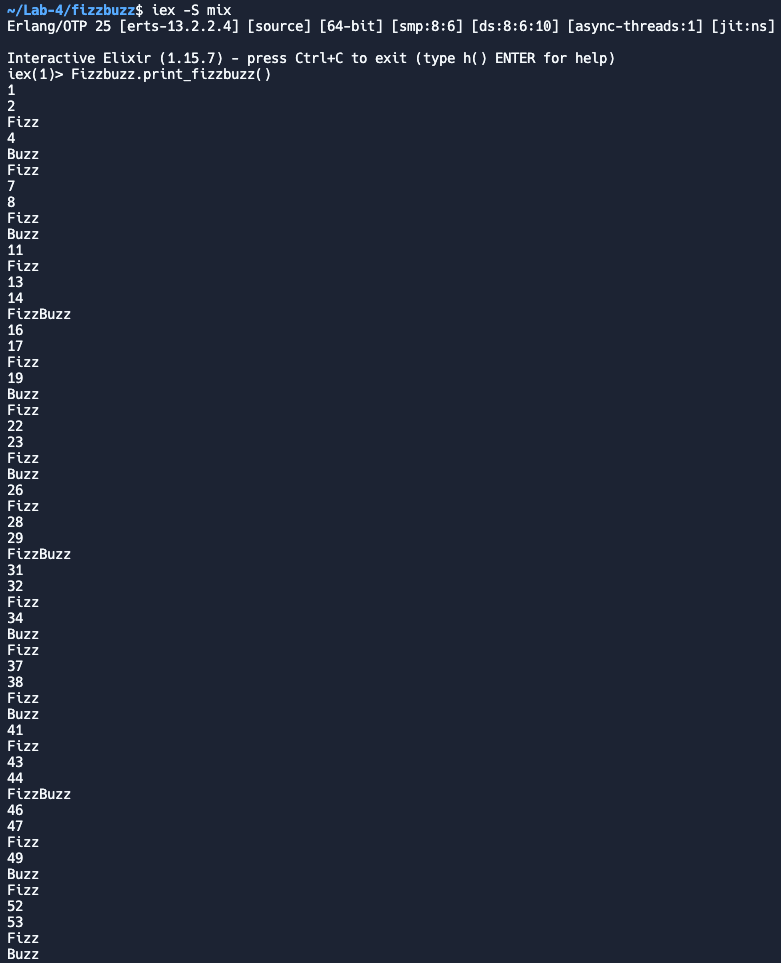 ~/Lab-4/fizzbuzz$ iex -S mix
Erlang/OTP 25 [erts-13.2.2.4] [source] [64-bit] [smp:8:6] [ds:8:6:10] [async-threads:1] [jit:ns]
Interactive Elixir (1.15.7) - press Ctrl+C to exit (type h() ENTER for help)
iex(1)> Fizzbuzz.print_fizzbuzz()
1
2
Fizz
4
Buzz
Fizz
7
8
Fizz
Buzz
11
Fizz
13
14
FizzBuzz
16
17
Fizz
19
Buzz
Fizz
22
23
Fizz
Buzz
26
Fizz
28
29
FizzBuzz
31
32
Fizz
34
Buzz
Fizz
37
38
Fizz
Buzz
41
Fizz
43
44
FizzBuzz
46
47
Fizz
49
Buzz
Fizz
52
53
Fizz
Buzz